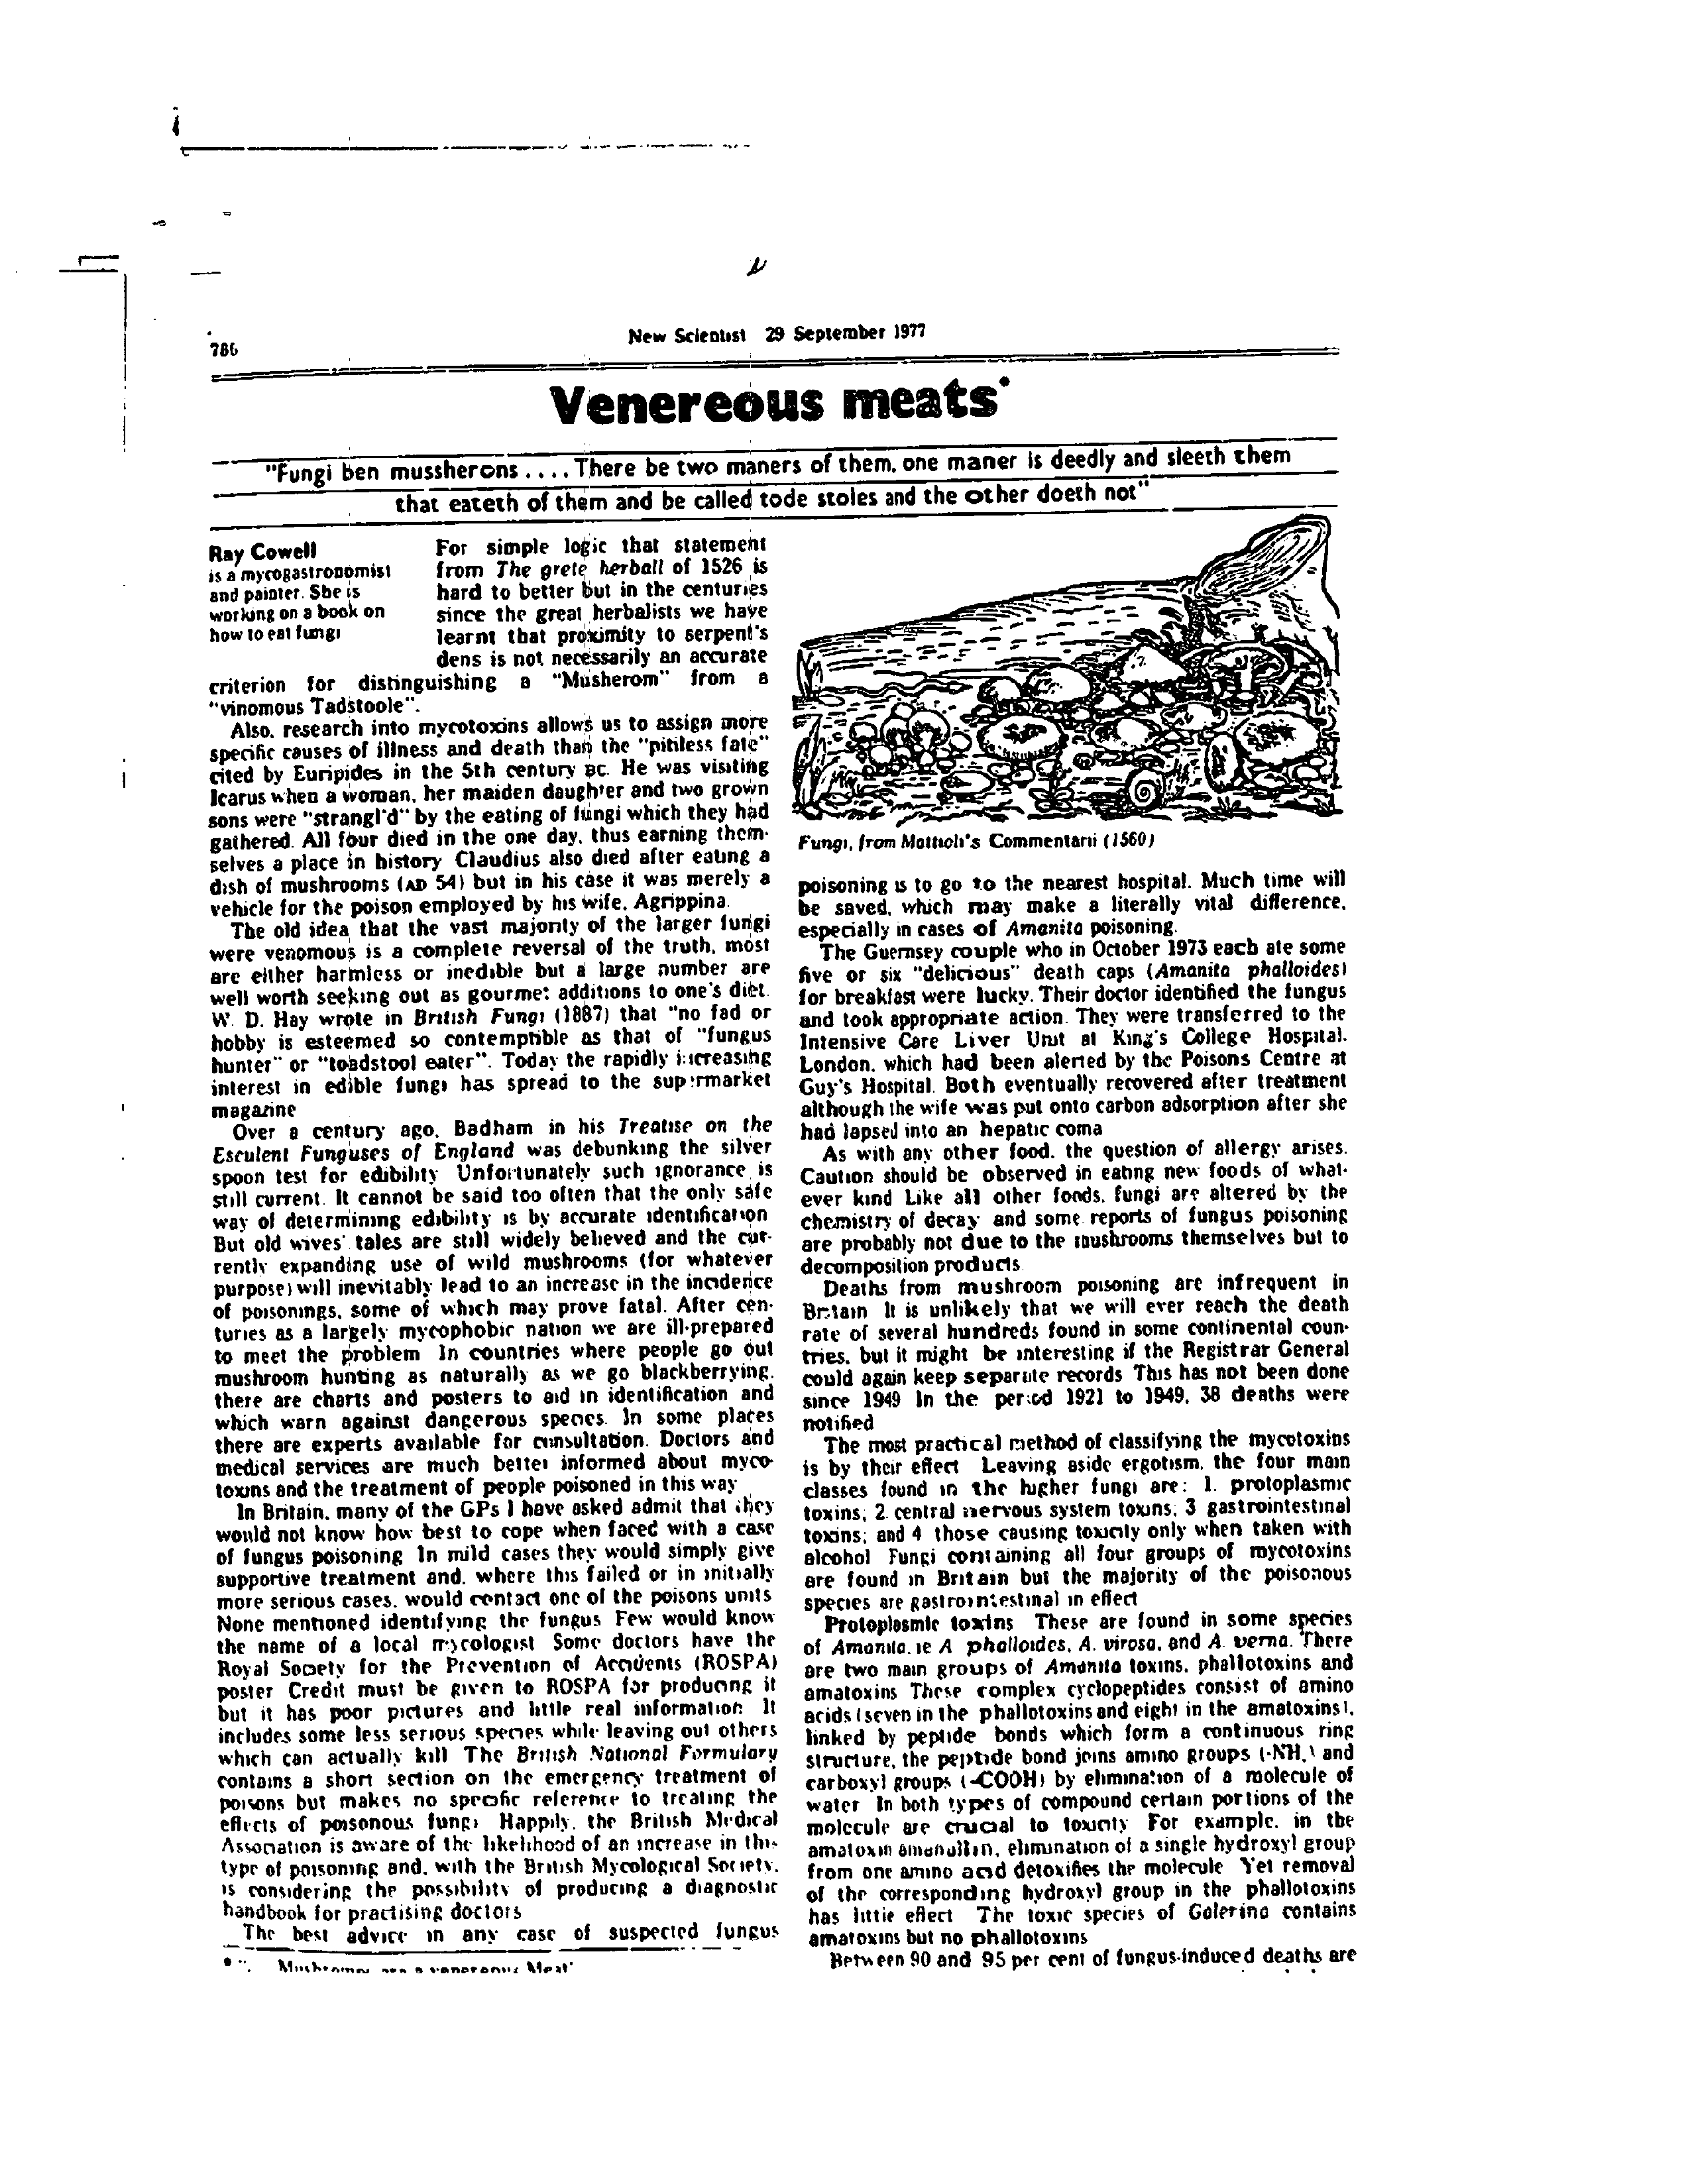 786
New Scientist 29 September 1977
Venereous meats*
"Fungi ben mussherons .... There be two maners of them, one maner is deedly and sleeth them
that eateth of them and be called tode stoles and the other doeth not"
Ray Cowell
is a mycogastronomist
and painter. She is
working on a book on
how to eat fungi
For simple logic that statement
from The grete herball of 1526 is
hard to better but in the centuries
since the great herbalists we have
learnt that proximity to serpent's
dens is not necessarily an accurate
criterion for distinguishing a "Musherom" from a
"vinomous Tadstoole".
Also, research into mycotoxins allows us to assign more
specific causes of illness and death than the "pitiless fate"
cited by Euripides in the 5th century BC. He was visiting
Icarus when a woman, her maiden daughter and two grown
sons were "strangl'd" by the eating of fungi which they had
gathered. All four died in the one day, thus earning them-
selves a place in history Claudius also died after eating a
dish of mushrooms (AD 54) but in his case it was merely a
vehicle for the poison employed by his wife, Agrippina.
The old idea that the vast majority of the larger fungi
were venomous is a complete reversal of the truth, most
are either harmless or inedible but a large number are
well worth seeking out as gourmet additions to one's diet.
W. D. Hay wrote in British Fungi (1887) that "no fad or
hobby is esteemed so contemptible as that of "fungus
hunter" or "toadstool eater". Today the rapidly increasing
interest in edible fungi has spread to the supermarket
magazine
Over a century ago, Badham in his Treatise on the
Esculent Funguses of England was debunking the silver
spoon test for edibility Unfortunately such ignorance is
still current. It cannot be said too often that the only safe
way of determining edibility is by accurate identification
But old wives' tales are still widely believed and the cur-
rently expanding use of wild mushrooms (for whatever
purpose) will inevitably lead to an increase in the incidence
of poisonings, some of which may prove fatal. After cen-
turies as a largely mycophobic nation we are ill-prepared
to meet the problem In countries where people go out
mushroom hunting as naturally as we go blackberrying,
there are charts and posters to aid in identification and
which warn against dangerous species. In some places
there are experts available for consultation. Doctors and
medical services are much better informed about myco-
toxins and the treatment of people poisoned in this way
In Britain, many of the GPs I have asked admit that they
would not know how best to cope when faced with a case
of fungus poisoning In mild cases they would simply give
supportive treatment and, where this failed or in initially
more serious cases, would contact one of the poisons units
None mentioned identifying the fungus Few would know
the name of a local mycologist Some doctors have the
Royal Society for the Prevention of Accidents (ROSPA)
poster Credit must be given to ROSPA for producing it
but it has poor pictures and little real information It
includes some less serious species while leaving out others
which can actually kill The British National Formulary
contains a short section on the emergency treatment of
poisons but makes no specific reference to treating the
effects of poisonous fungi Happily, the British Medical
Association is aware of the likelihood of an increase in this
type of poisoning and, with the British Mycological Society,
is considering the possibility of producing a diagnostic
handbook for practising doctors
The best advice in any case of suspected fungus
* ". Mushromes are a venereous Meat"
Fungi, from Mattioli's Commentarii (1560)
poisoning is to go to the nearest hospital. Much time will
be saved, which may make a literally vital difference,
especially in cases of Amanita poisoning.
The Guernsey couple who in October 1973 each ate some
five or six "delicious" death caps (Amanita phalloides)
for breakfast were lucky. Their doctor identified the fungus
and took appropriate action. They were transferred to the
Intensive Care Liver Unit at King's College Hospital,
London, which had been alerted by the Poisons Centre at
Guy's Hospital. Both eventually recovered after treatment
although the wife was put onto carbon adsorption after she
had lapsed into an hepatic coma
As with any other food, the question of allergy arises.
Caution should be observed in eating new foods of what-
ever kind Like all other foods, fungi are altered by the
chemistry of decay and some reports of fungus poisoning
are probably not due to the mushrooms themselves but to
decomposition products.
Deaths from mushroom poisoning are infrequent in
Britain It is unlikely that we will ever reach the death
rate of several hundreds found in some continental coun-
tries, but it might be interesting if the Registrar General
could again keep separate records This has not been done
since 1949 In the period 1921 to 1949, 38 deaths were
notified
The most practical method of classifying the mycotoxins
is by their effect Leaving aside ergotism, the four main
classes found in the higher fungi are: 1. protoplasmic
toxins; 2. central nervous system toxins; 3 gastrointestinal
toxins; and 4 those causing toxicity only when taken with
alcohol Fungi containing all four groups of mycotoxins
are found in Britain but the majority of the poisonous
species are gastrointestinal in effect
Protoplasmic toxins These are found in some species
of Amanita, ie A phalloides, A. virosa, and A. verna. There
are two main groups of Amanita toxins, phallotoxins and
amatoxins These complex cyclopeptides consist of amino
acids (seven in the phallotoxins and eight in the amatoxins),
linked by peptide bonds which form a continuous ring
structure, the peptide bond joins amino groups (-NH₂) and
carboxyl groups (-COOH) by elimination of a molecule of
water In both types of compound certain portions of the
molecule are crucial to toxicity For example, in the
amatoxin amanullin, elimination of a single hydroxyl group
from one amino acid detoxifies the molecule Yet removal
of the corresponding hydroxyl group in the phallotoxins
has little effect The toxic species of Galerina contains
amatoxins but no phallotoxins
Between 90 and 95 per cent of fungus-induced deaths are